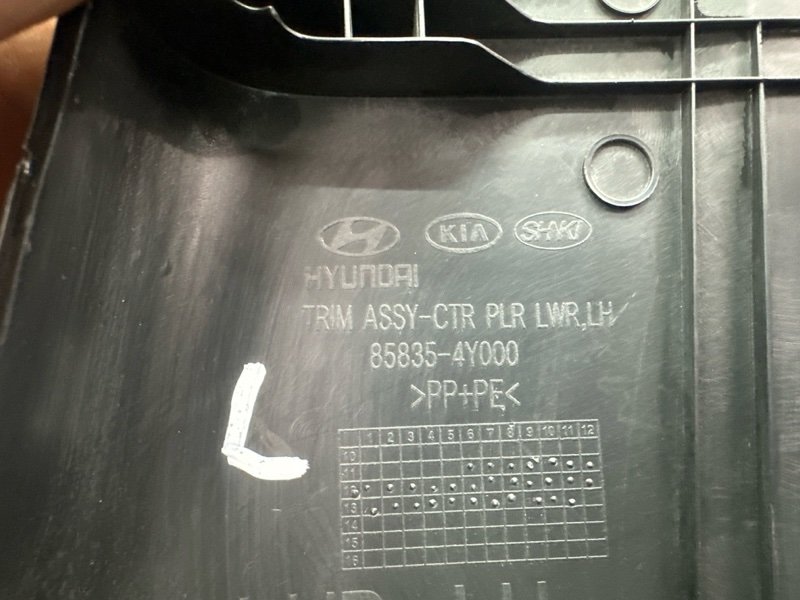 KIA SHAKI
HYUNDAI
TRIM ASSY-CTR PLR LWR,LH
85835-4Y000
>PP+PE<
L
1 2 3 4 5 6 7 8 9 10 11 12
10
11
12
13
14
15
16